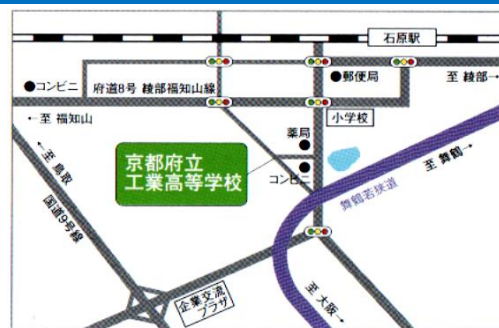 石原駅
●コンビニ
府道8号 綾部福知山線
●郵便局
至 綾部→
←至 福知山
小学校
薬局
京都府立
工業高等学校
コンビニ
至 舞鶴→
舞鶴若狭道
←至 鳥取
国道9号線
企業交流
プラザ
至 大阪→